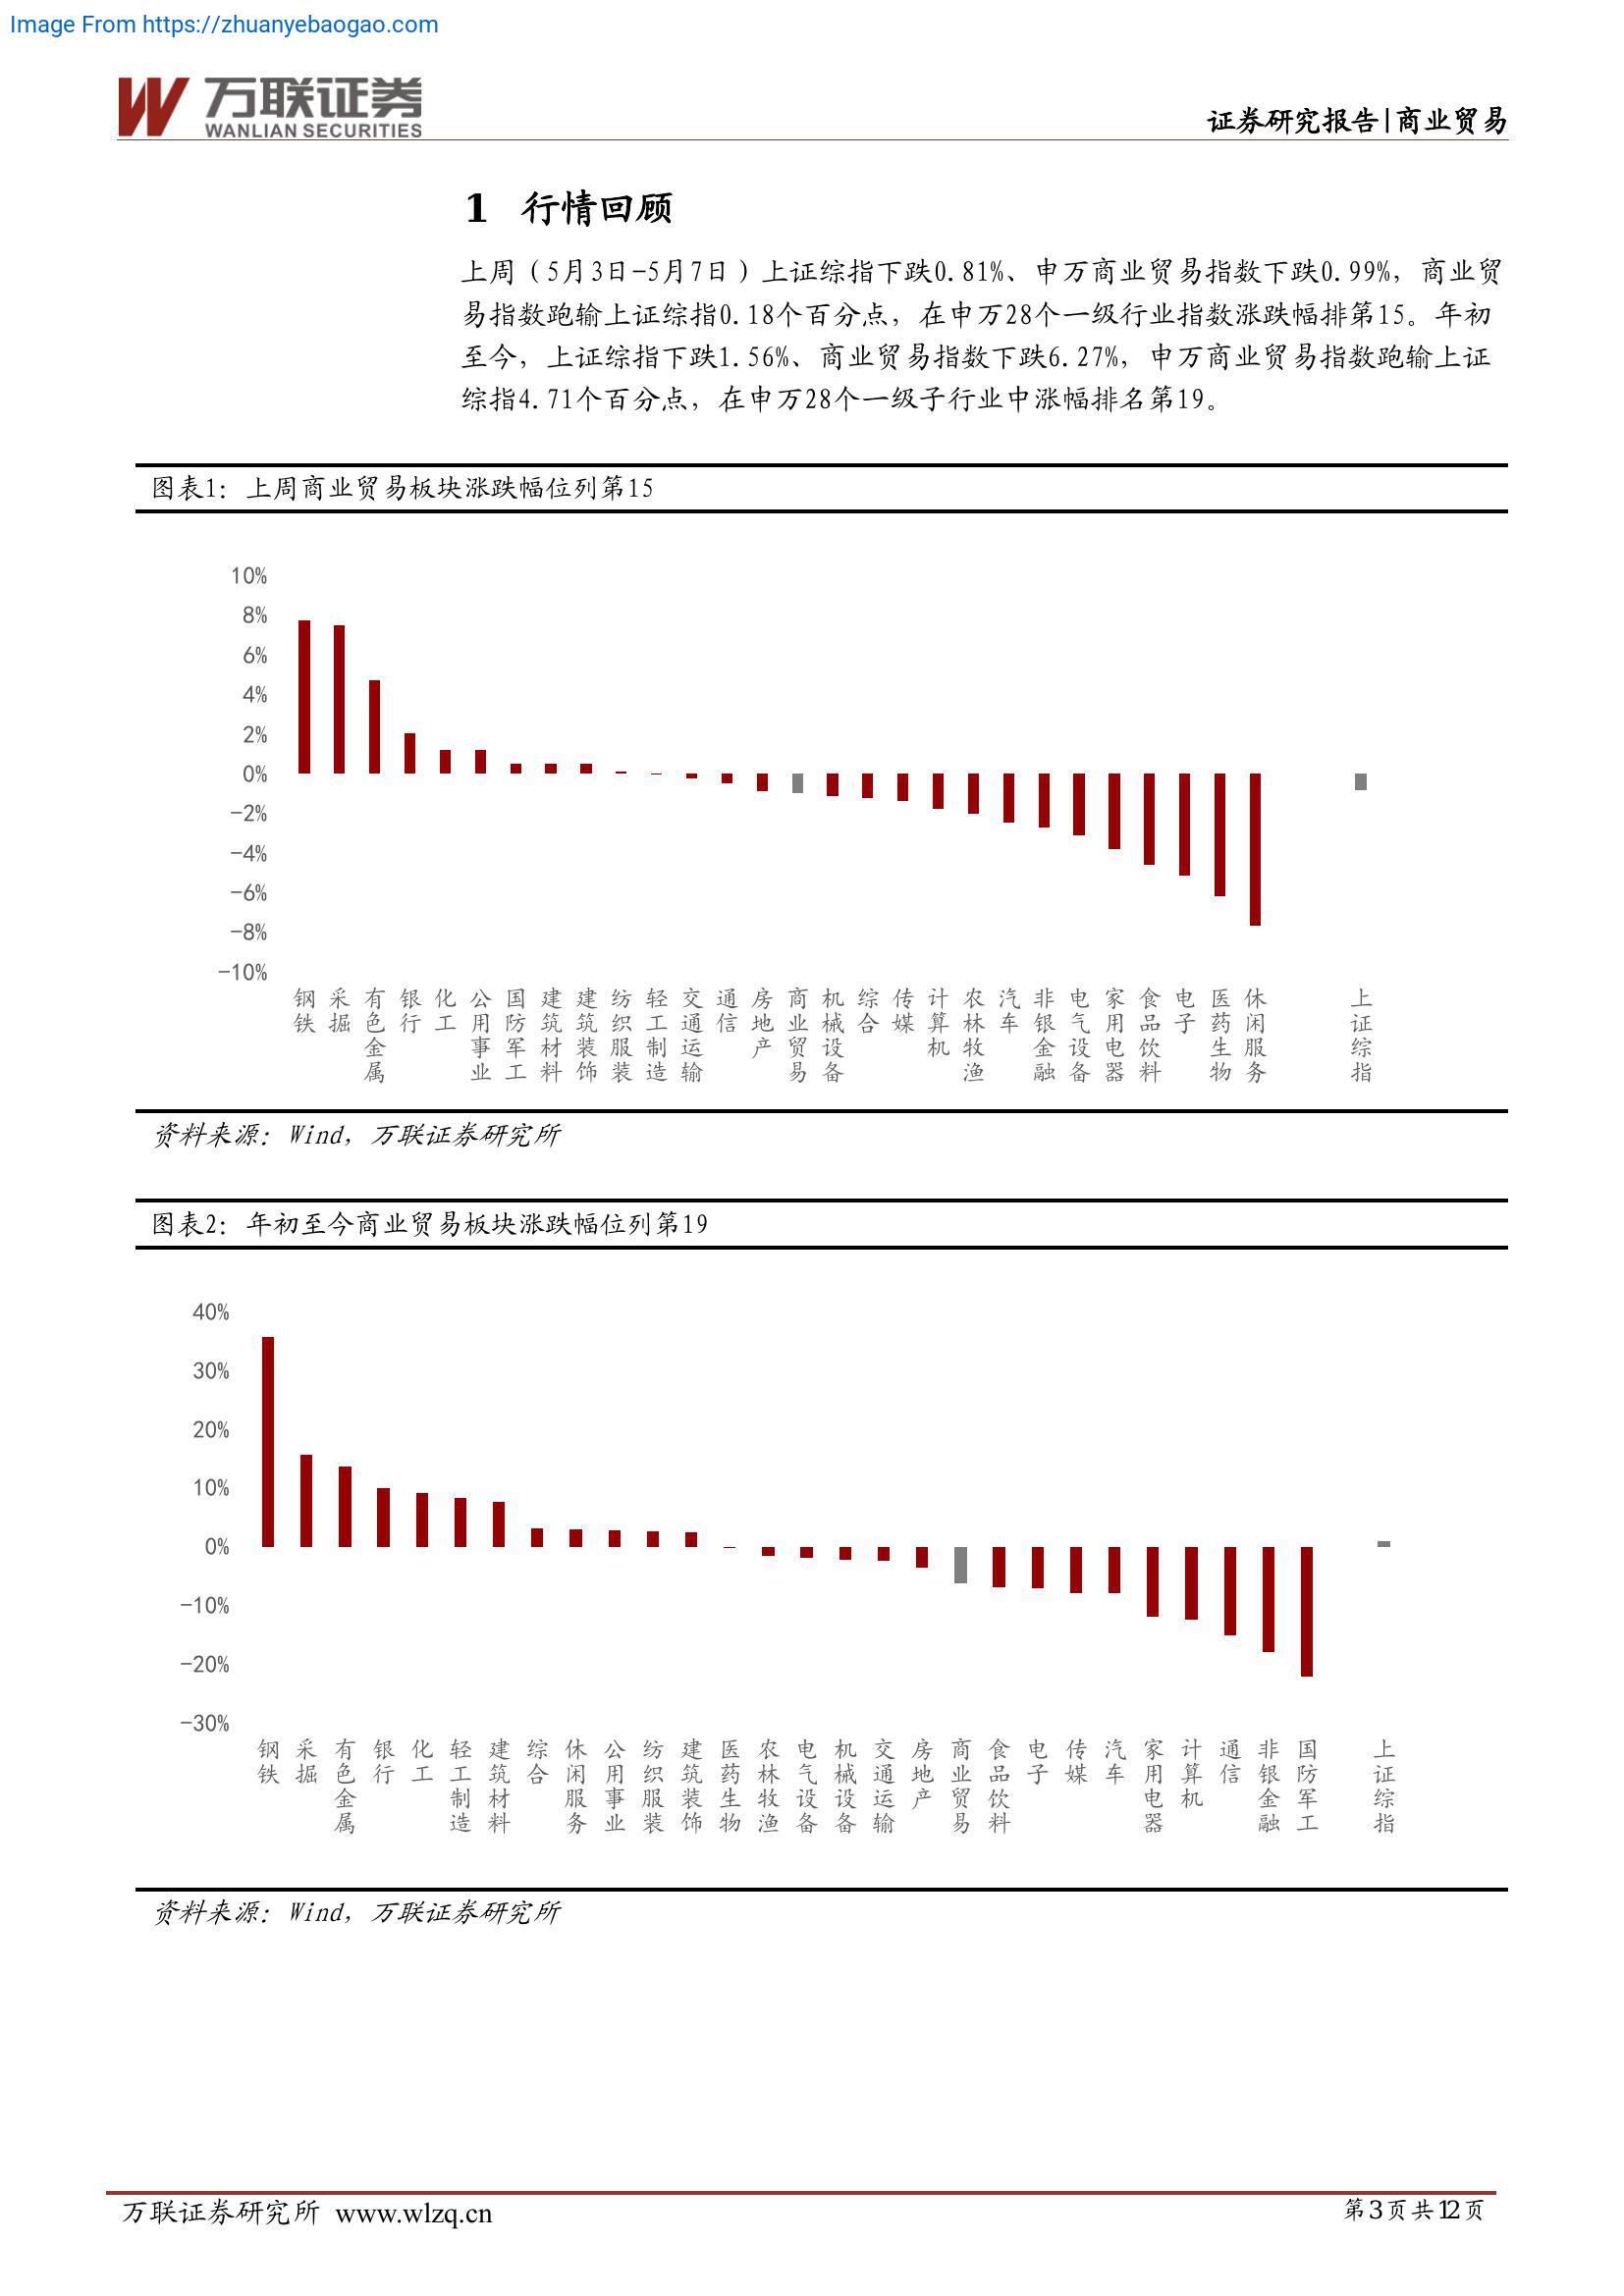 Image From https://zhuanyebaogao.com
万联证券
WANLIAN SECURITIES
证券研究报告|商业贸易
1 行情回顾
上周（5月3日-5月7日）上证综指下跌0.81%、申万商业贸易指数下跌0.99%，商业贸
易指数跑输上证综指0.18个百分点，在申万28个一级行业指数涨跌幅排第15。年初
至今，上证综指下跌1.56%、商业贸易指数下跌6.27%，申万商业贸易指数跑输上证
综指4.71个百分点，在申万28个一级子行业中涨幅排名第19。
图表1：上周商业贸易板块涨跌幅位列第15
10%
8%
6%
4%
2%
0%
-2%
-4%
-6%
-8%
-10%
钢铁
采掘
有色金属
银行
化工
公用事业
国防军工
建筑材料
建筑装饰
纺织服装
轻工制造
交通运输
通信
房地产
商业贸易
机械设备
综合
传媒
计算机
农林牧渔
汽车
非银金融
电气设备
家用电器
食品饮料
电子
医药生物
休闲服务
上证综指
资料来源：Wind，万联证券研究所
图表2：年初至今商业贸易板块涨跌幅位列第19
40%
30%
20%
10%
0%
-10%
-20%
-30%
钢铁
采掘
有色金属
银行
化工
轻工制造
建筑材料
综合
休闲服务
公用事业
纺织服装
建筑装饰
医药生物
农林牧渔
电气设备
机械设备
交通运输
房地产
商业贸易
食品饮料
电子
传媒
汽车
家用电器
计算机
通信
非银金融
国防军工
上证综指
资料来源：Wind，万联证券研究所
万联证券研究所 www.wlzq.cn
第3页共12页